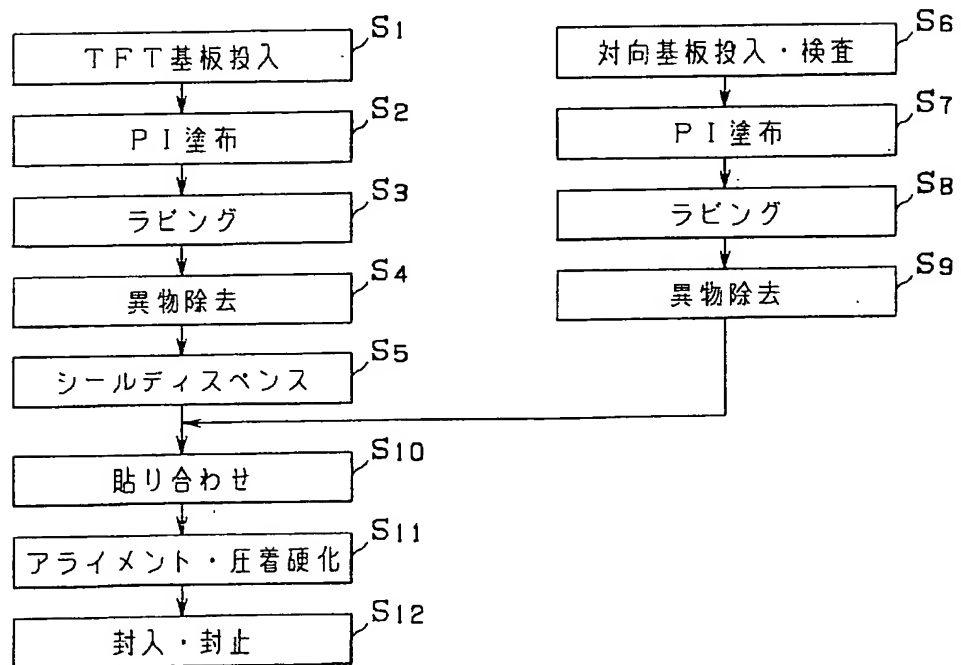 S1
TFT基板投入
S2
PI塗布
S3
ラビング
S4
異物除去
S5
シールディスペンス
S6
対向基板投入・検査
S7
PI塗布
S8
ラビング
S9
異物除去
S10
貼り合わせ
S11
アライメント・圧着硬化
S12
封入・封止